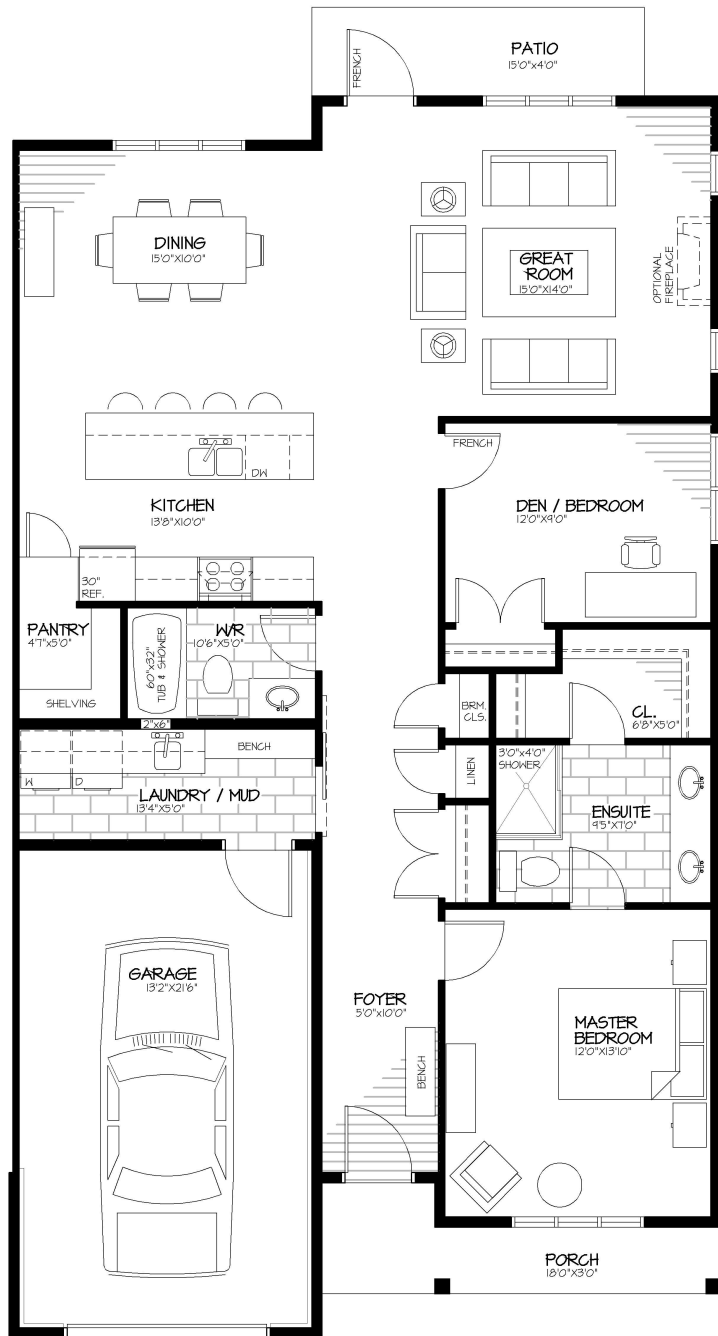 FRENCH
PATIO
15'0"x4'0"
DINING
15'0"X10'0"
GREAT
ROOM
15'0"X14'0"
OPTIONAL
FIREPLACE
DW
FRENCH
KITCHEN
13'8"X10'0"
DEN / BEDROOM
12'0"X9'0"
30"
REF.
PANTRY
4'7"x5'0"
SHELVING
60"x32"
TUB & SHOWER
W/R
10'6"X5'0"
2"x6"
BRM.
CLS.
CL.
6'8"X5'0"
W
D
BENCH
LAUNDRY / MUD
13'4"X5'0"
LINEN
3'0"x4'0"
SHOWER
ENSUITE
9'5"X7'0"
GARAGE
13'2"X21'6"
FOYER
5'0"x10'0"
BENCH
MASTER
BEDROOM
12'0"X13'10"
PORCH
18'0"X3'0"